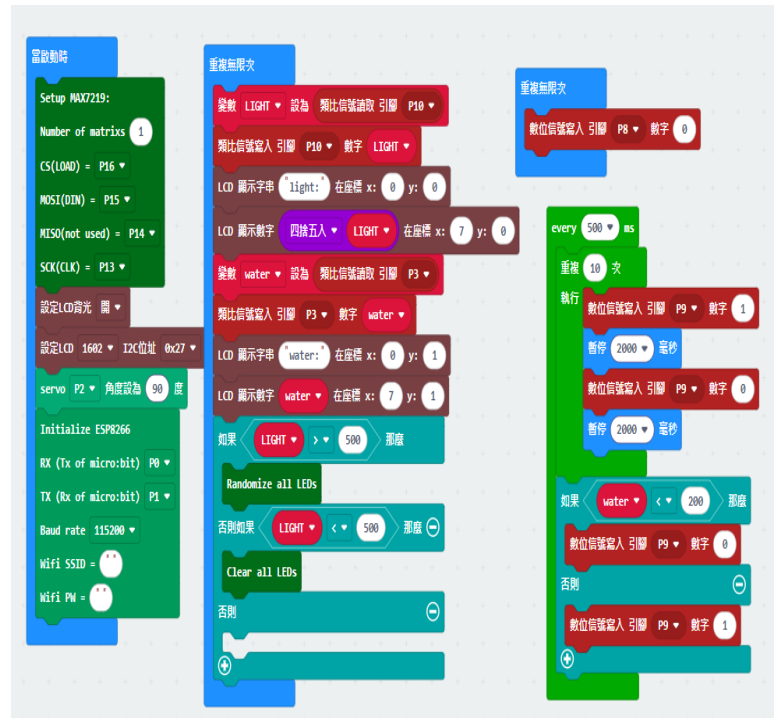 當啟動時
Setup MAX7219:
Number of matrixs 1
CS(LOAD) = P16
MOSI(DIN) = P15
MISO(not used) = P14
SCK(CLK) = P13
設定LCD背光 開
設定LCD 1602 I2C位址 0x27
servo P2 角度設為 90 度
Initialize ESP8266
RX (Tx of micro:bit) P0
TX (Rx of micro:bit) P1
Baud rate 115200
Wifi SSID = " "
Wifi PW = " "
重複無限次
變數 LIGHT 設為 類比信號讀取 引腳 P10
類比信號寫入 引腳 P10 數字 LIGHT
LCD 顯示字串 "light:" 在座標 x: 0 y: 0
LCD 顯示數字 四捨五入 LIGHT 在座標 x: 7 y: 0
變數 water 設為 類比信號讀取 引腳 P3
類比信號寫入 引腳 P3 數字 water
LCD 顯示字串 "water:" 在座標 x: 0 y: 1
LCD 顯示數字 water 在座標 x: 7 y: 1
如果 LIGHT > 500 那麼
Randomize all LEDs
否則如果 LIGHT < 500 那麼
Clear all LEDs
否則
重複無限次
數位信號寫入 引腳 P8 數字 0
every 500 ms
重複 10 次
執行
數位信號寫入 引腳 P9 數字 1
暫停 2000 毫秒
數位信號寫入 引腳 P9 數字 0
暫停 2000 毫秒
如果 water < 200 那麼
數位信號寫入 引腳 P9 數字 0
否則
數位信號寫入 引腳 P9 數字 1